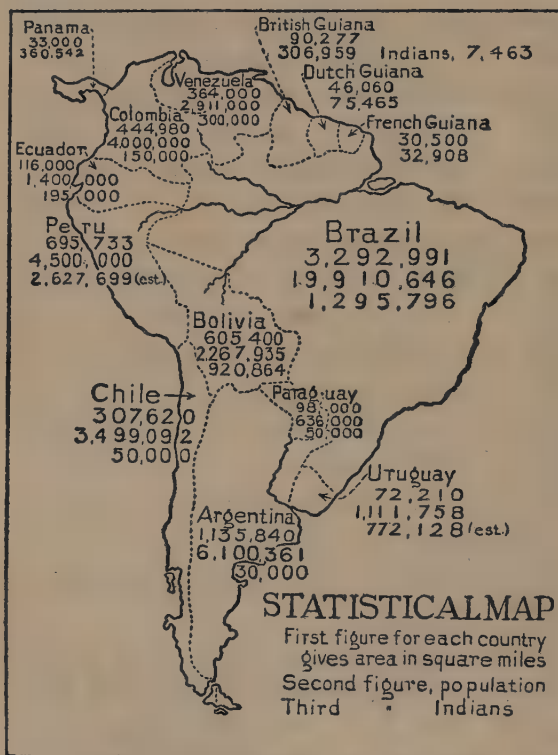 Panama
33,000
360,542
British Guiana
90,277
306,959 Indians, 7,463
Dutch Guiana
46,060
75,465
French Guiana
30,500
32,908
Venezuela
364,000
2,911,000
300,000
Colombia
444,980
4,000,000
150,000
Ecuador
116,000
1,400,000
195,000
Peru
695,733
4,500,000
2,627,699 (est.)
Brazil
3,292,991
19,910,646
1,295,796
Bolivia
605,400
2,267,935
920,864
Chile
307,620
3,499,092
50,000
Paraguay
98,000
636,000
50,000
Uruguay
72,210
1,111,758
772,128 (est.)
Argentina
1,135,840
6,100,361
30,000
STATISTICAL MAP
First figure for each country
gives area in square miles
Second figure, population
Third " Indians